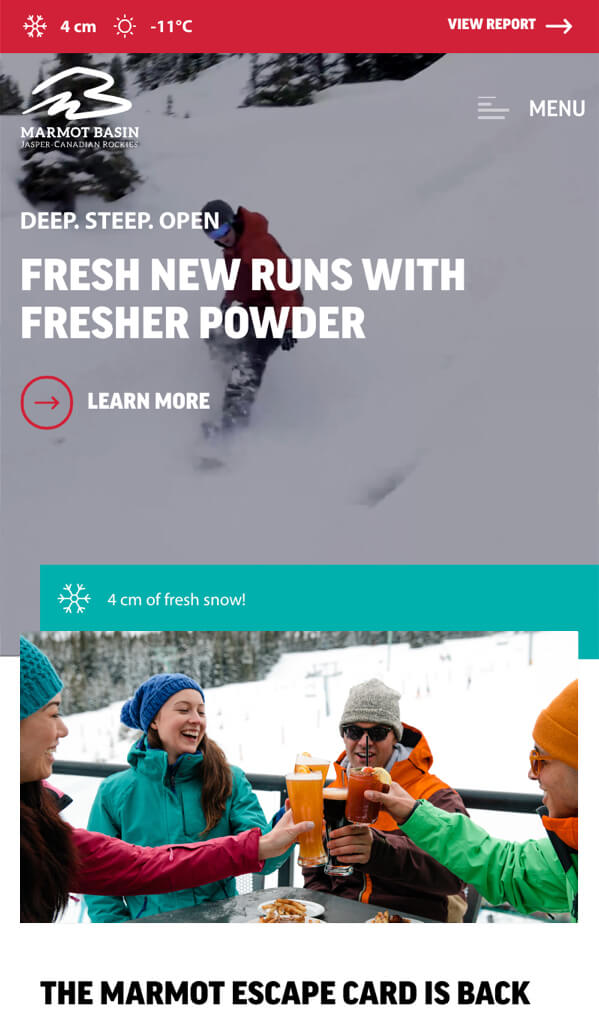 4 cm -11°C VIEW REPORT
MARMOT BASIN
JASPER·CANADIAN ROCKIES
MENU
DEEP. STEEP. OPEN
FRESH NEW RUNS WITH
FRESHER POWDER
LEARN MORE
4 cm of fresh snow!
THE MARMOT ESCAPE CARD IS BACK